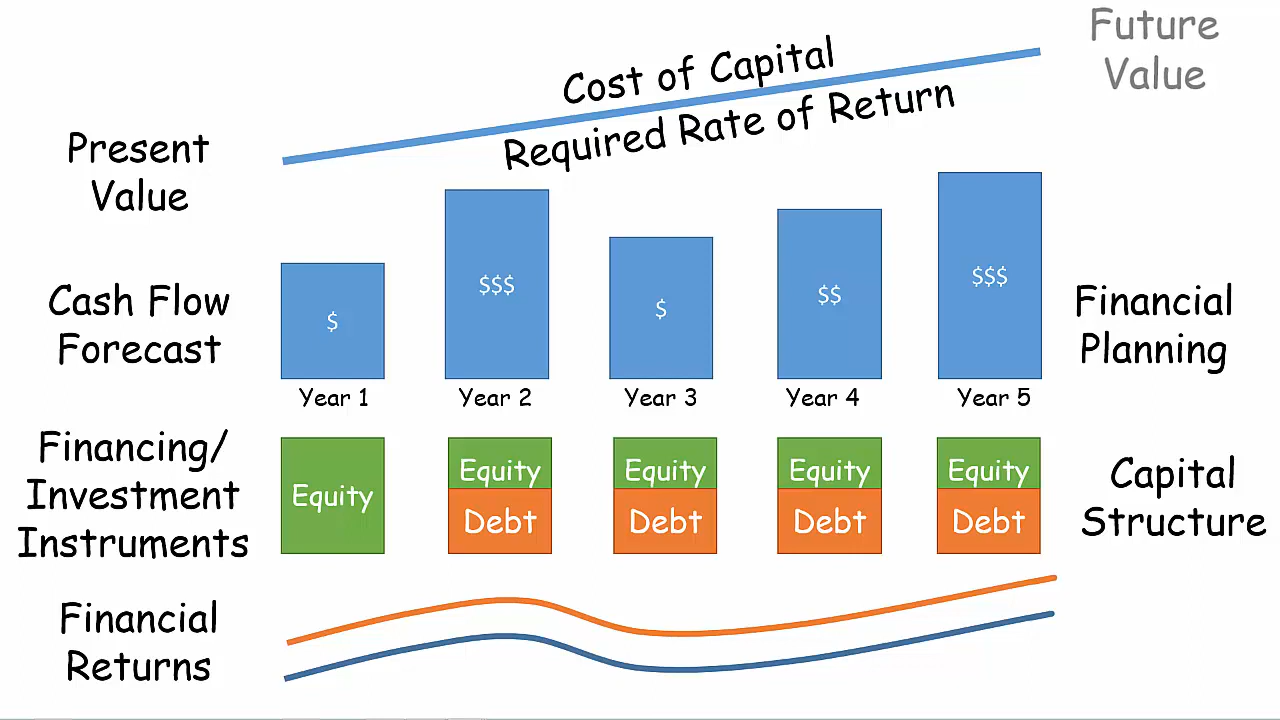 Future
Value
Cost of Capital
Required Rate of Return
Present
Value
Cash Flow
Forecast
$
$$$
$
$$
$$$
Financial
Planning
Year 1
Year 2
Year 3
Year 4
Year 5
Financing/
Investment
Instruments
Equity
Equity
Debt
Equity
Debt
Equity
Debt
Equity
Debt
Capital
Structure
Financial
Returns